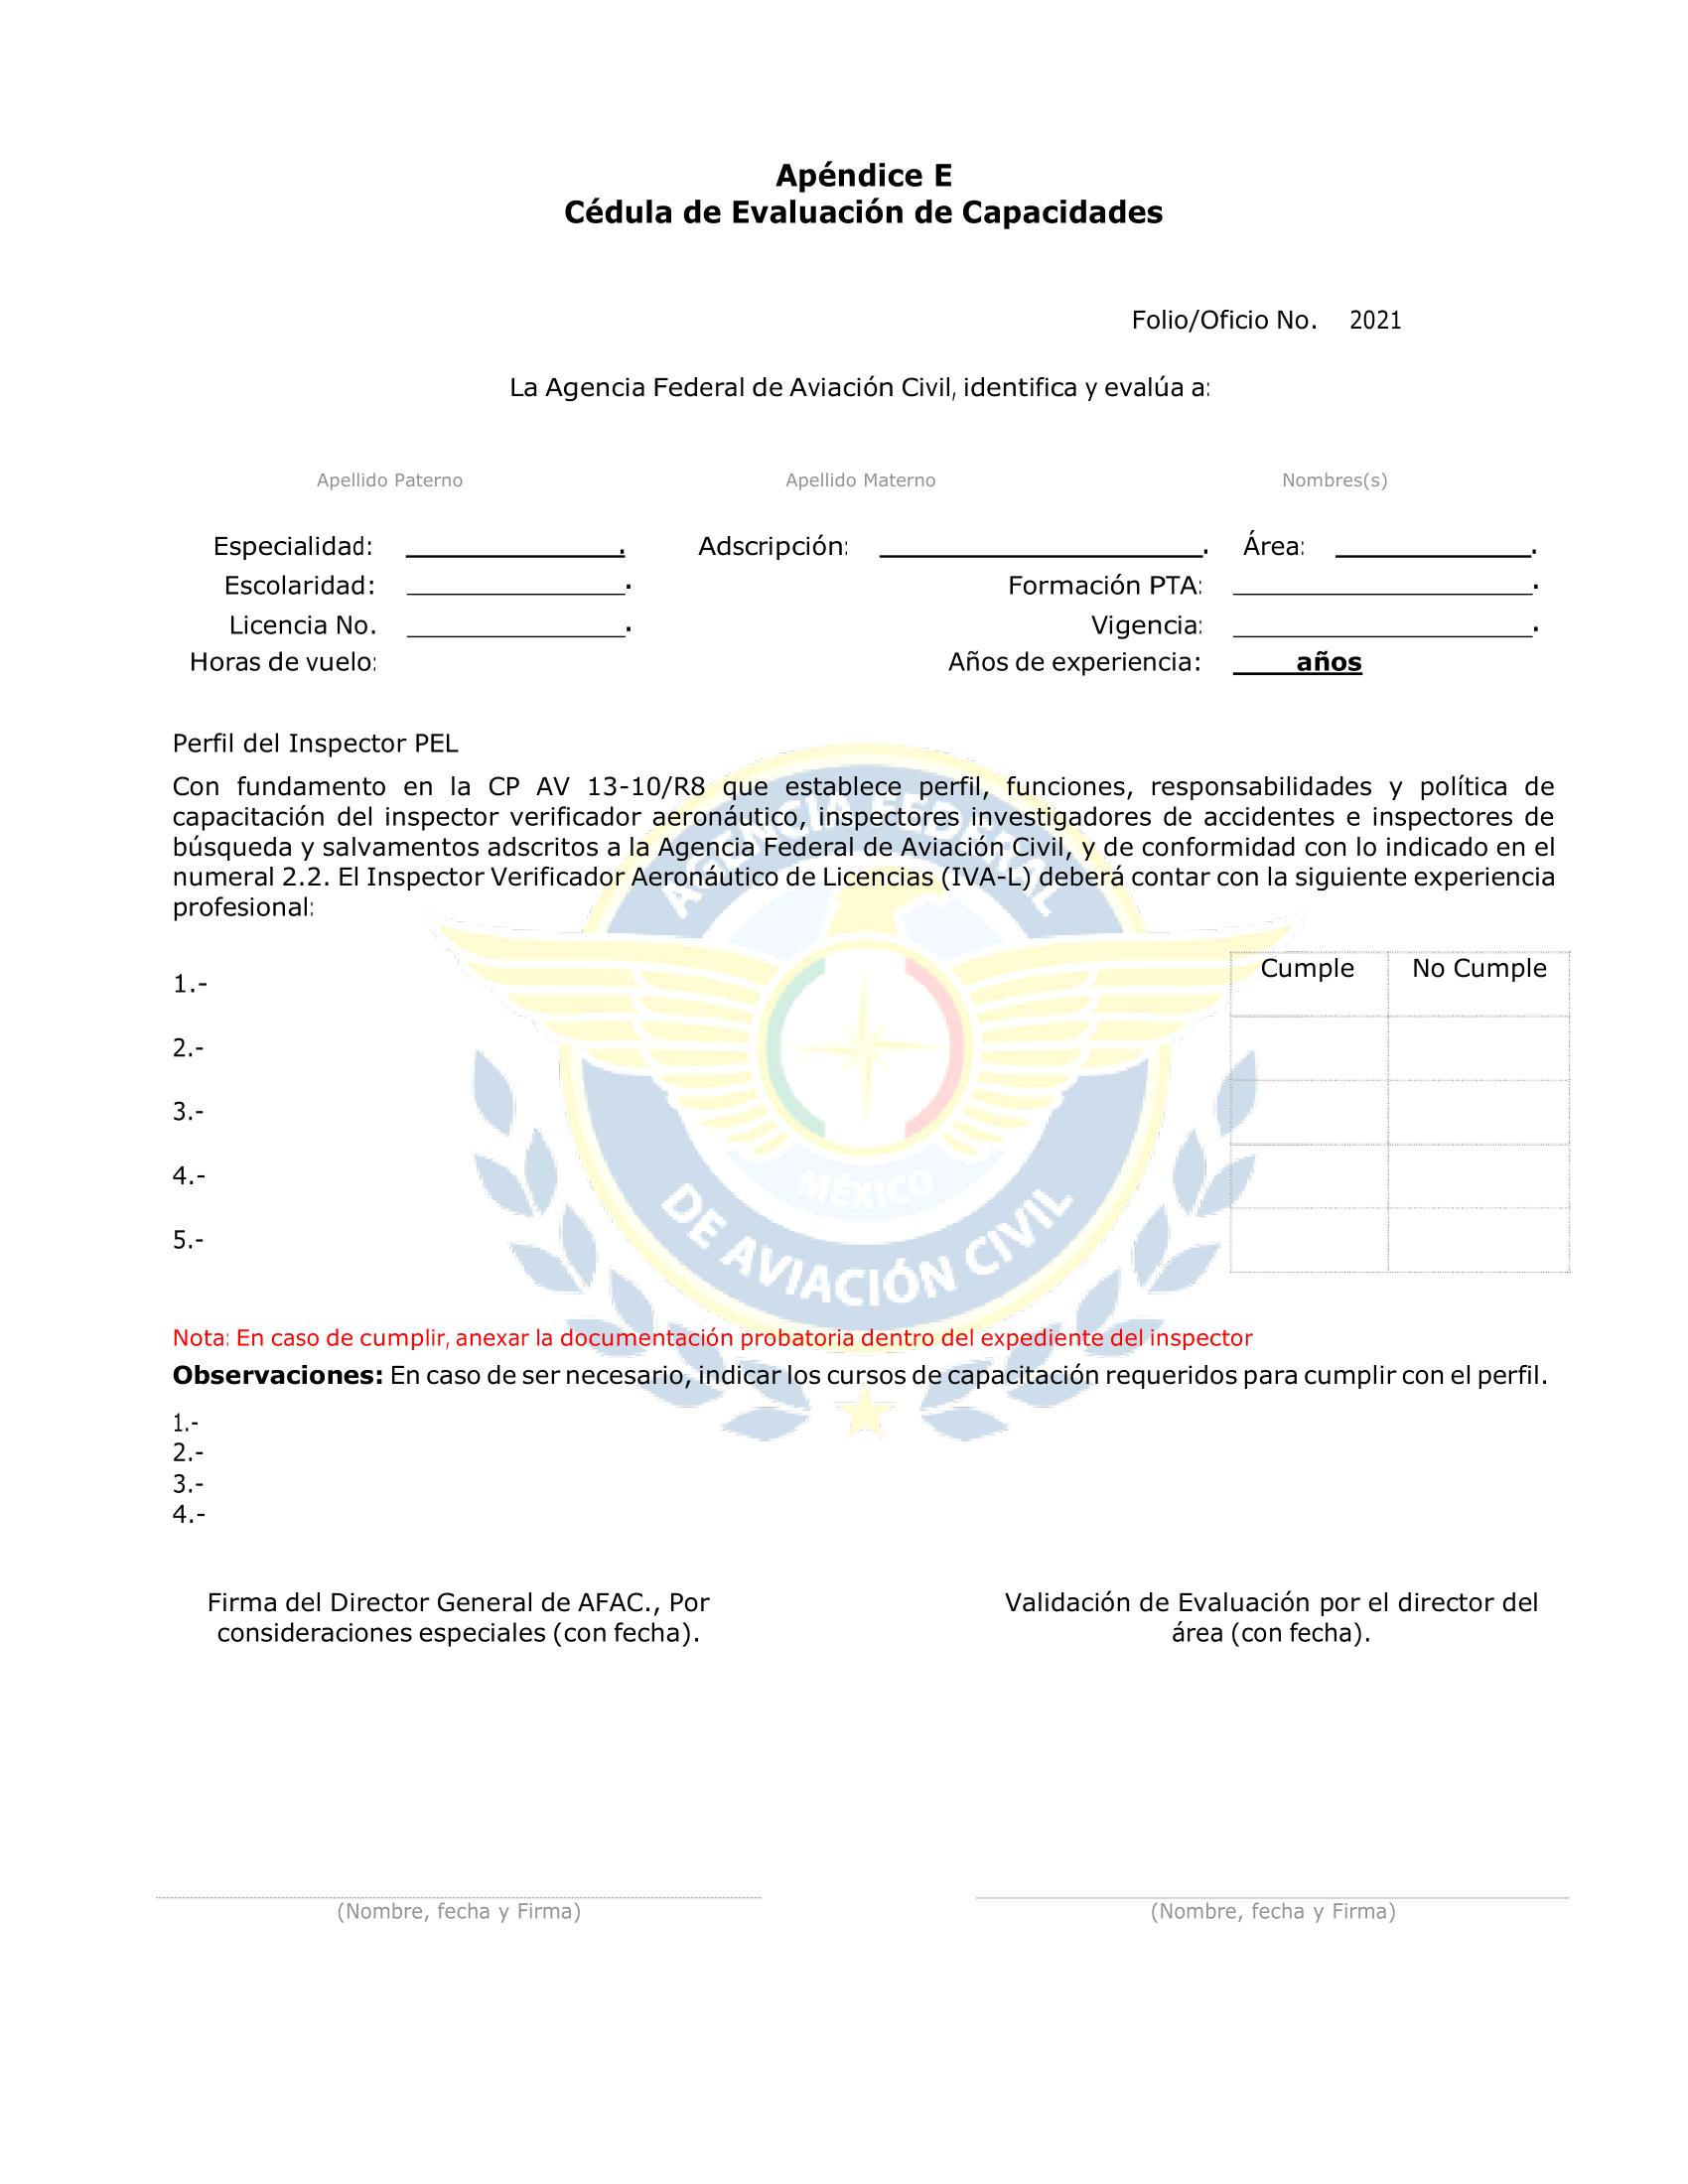 Apéndice E
Cédula de Evaluación de Capacidades
Folio/Oficio No. 2021
La Agencia Federal de Aviación Civil, identifica y evalúa a:
Apellido Paterno Apellido Materno Nombres(s)
Especialidad: . Adscripción: . Área: .
Escolaridad: . Formación PTA: .
Licencia No. . Vigencia: .
Horas de vuelo: Años de experiencia: años
Perfil del Inspector PEL
Con fundamento en la CP AV 13-10/R8 que establece perfil, funciones, responsabilidades y política de
capacitación del inspector verificador aeronáutico, inspectores investigadores de accidentes e inspectores de
búsqueda y salvamentos adscritos a la Agencia Federal de Aviación Civil, y de conformidad con lo indicado en el
numeral 2.2. El Inspector Verificador Aeronáutico de Licencias (IVA-L) deberá contar con la siguiente experiencia
profesional:
Cumple No Cumple
1.-
2.-
3.-
4.-
5.-
AGENCIA FEDERAL
MÉXICO
DE AVIACIÓN CIVIL
Nota: En caso de cumplir, anexar la documentación probatoria dentro del expediente del inspector
Observaciones: En caso de ser necesario, indicar los cursos de capacitación requeridos para cumplir con el perfil.
1.-
2.-
3.-
4.-
Firma del Director General de AFAC., Por
consideraciones especiales (con fecha).
Validación de Evaluación por el director del
área (con fecha).
(Nombre, fecha y Firma) (Nombre, fecha y Firma)